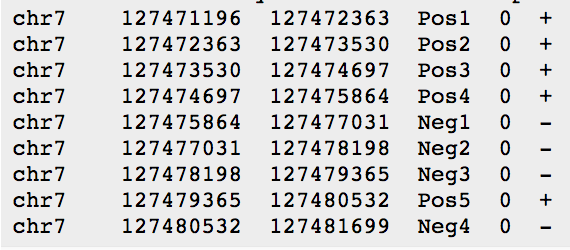 chr7 127471196 127472363 Pos1 0 +
chr7 127472363 127473530 Pos2 0 +
chr7 127473530 127474697 Pos3 0 +
chr7 127474697 127475864 Pos4 0 +
chr7 127475864 127477031 Neg1 0 -
chr7 127477031 127478198 Neg2 0 -
chr7 127478198 127479365 Neg3 0 -
chr7 127479365 127480532 Pos5 0 +
chr7 127480532 127481699 Neg4 0 -